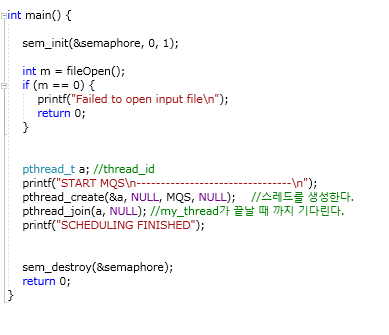 int main() {
sem_init(&semaphore, 0, 1);
int m = fileOpen();
if (m == 0) {
printf("Failed to open input file\n");
return 0;
}
pthread_t a; //thread_id
printf("START MQS\n--------------------------------\n");
pthread_create(&a, NULL, MQS, NULL); //스레드를 생성한다.
pthread_join(a, NULL); //my_thread가 끝날 때 까지 기다린다.
printf("SCHEDULING FINISHED");
sem_destroy(&semaphore);
return 0;
}